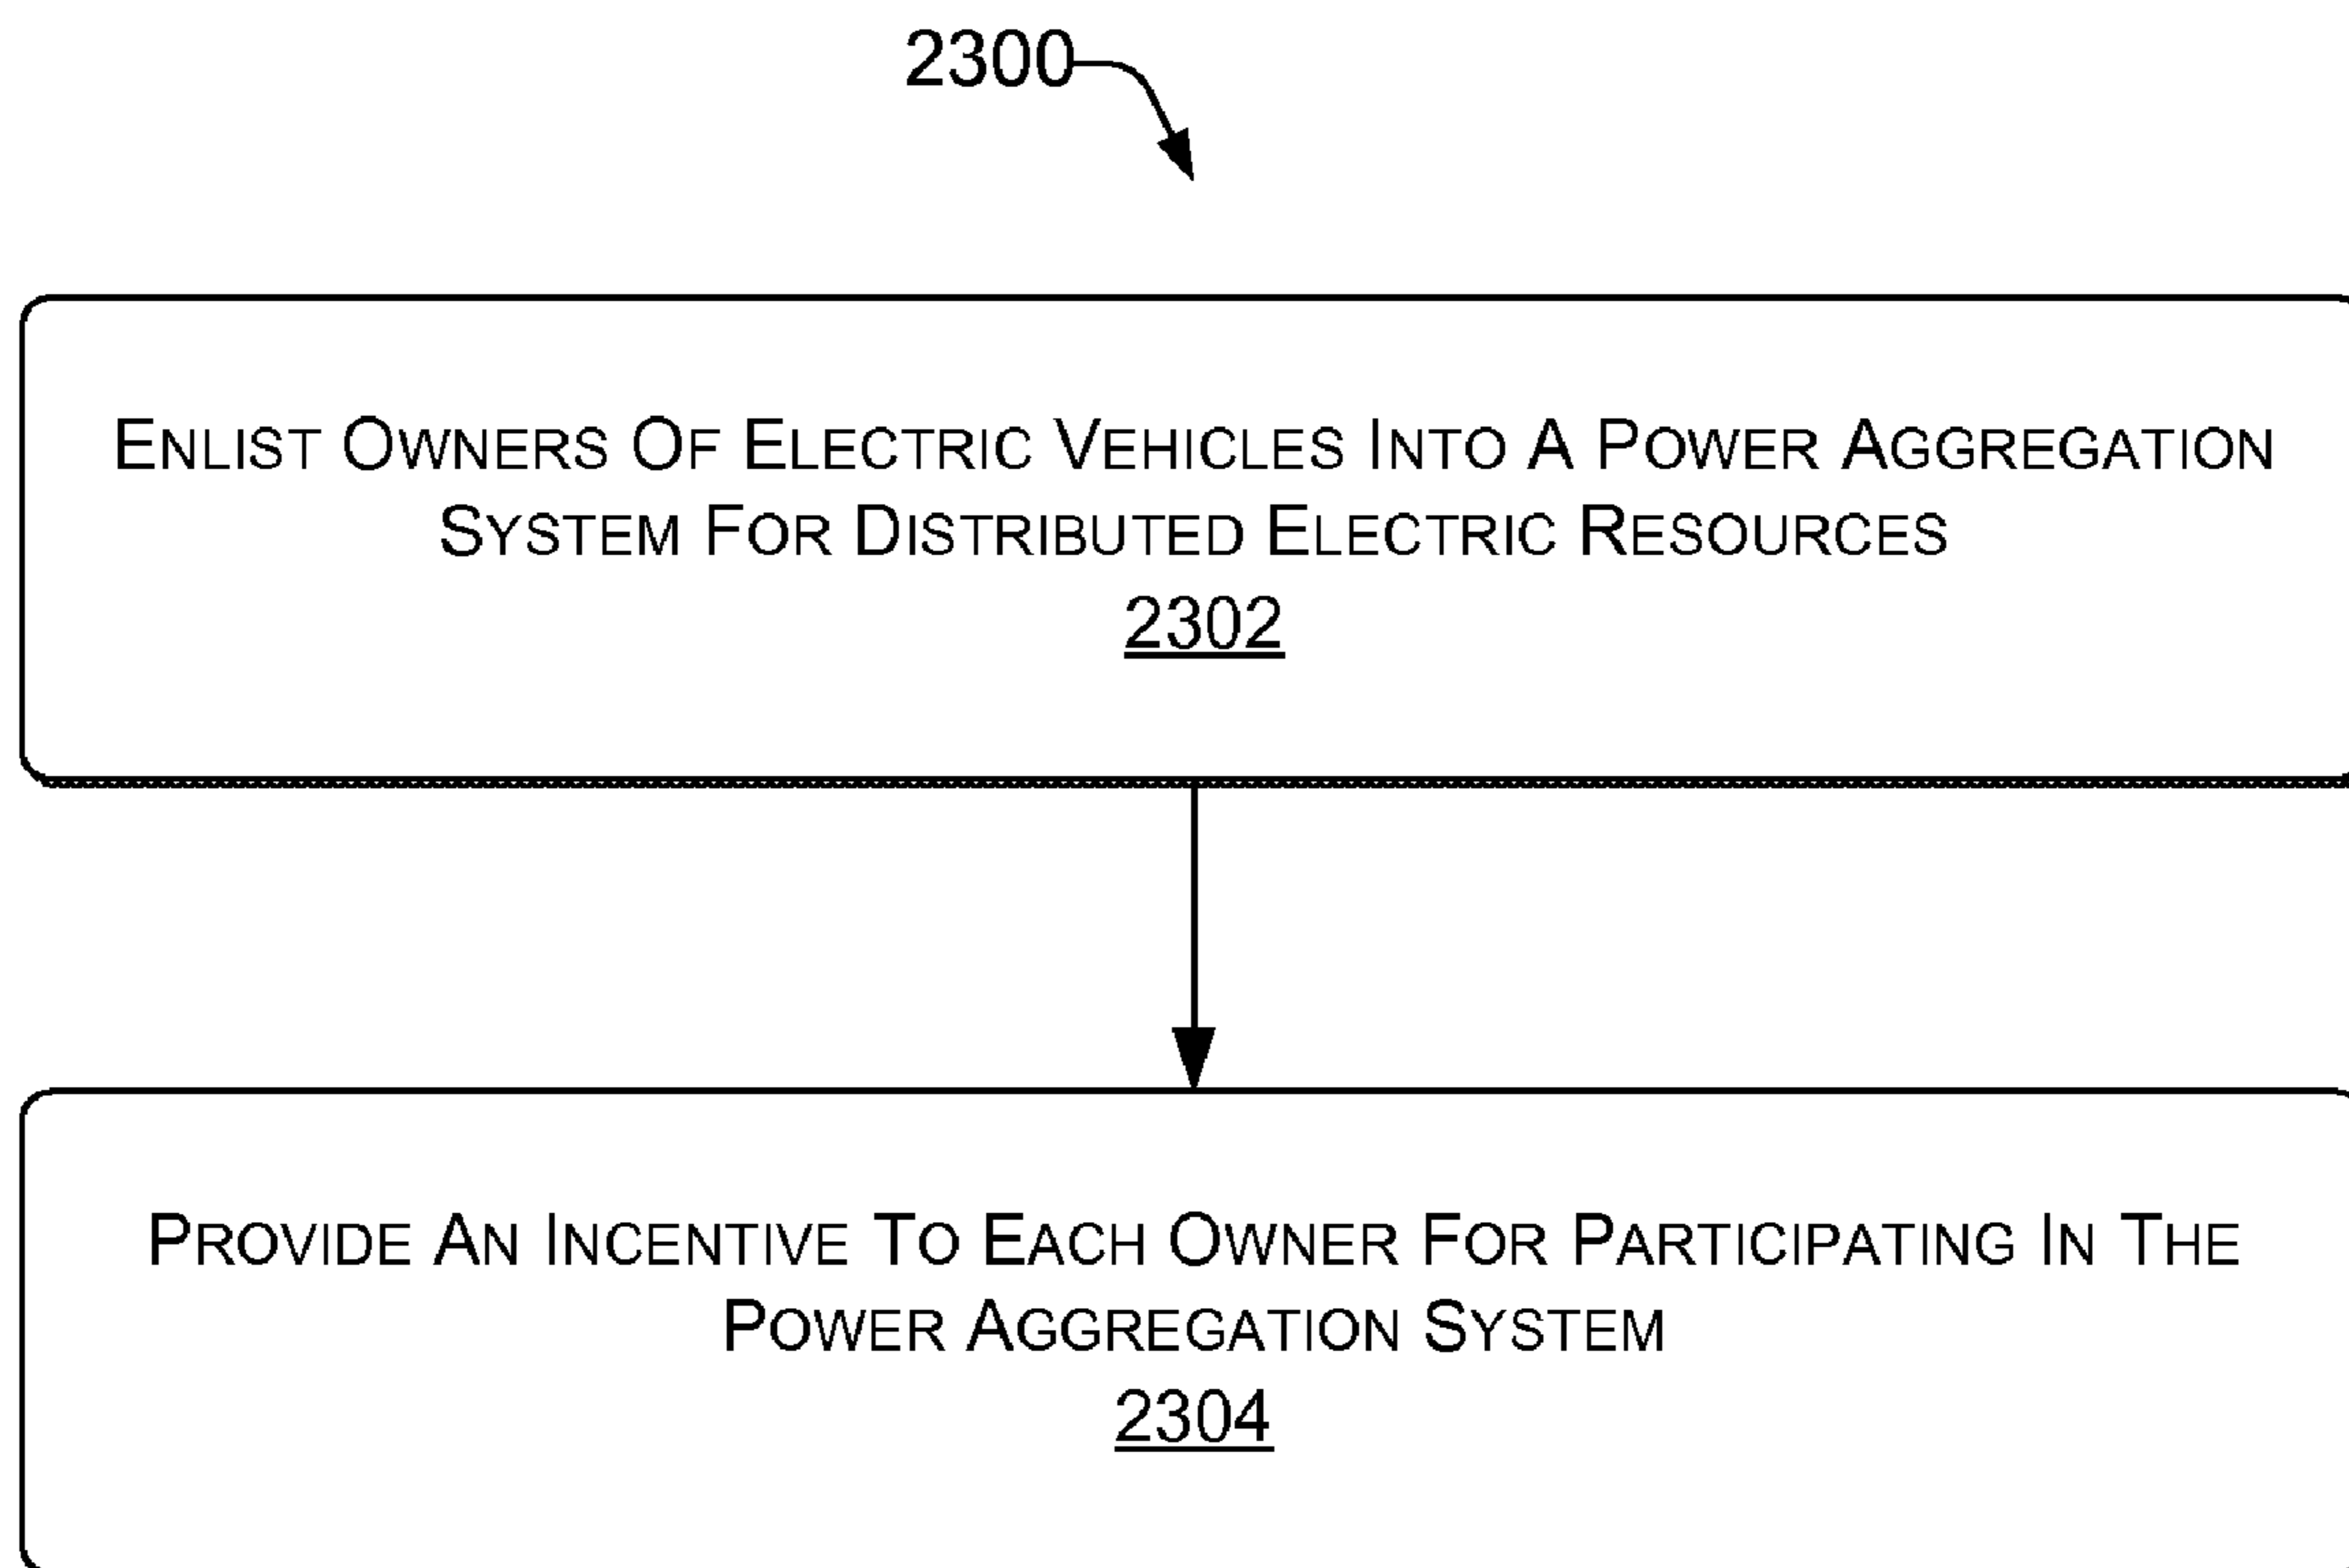 2300
Enlist Owners Of Electric Vehicles Into A Power Aggregation
System For Distributed Electric Resources
2302
Provide An Incentive To Each Owner For Participating In The
Power Aggregation System
2304